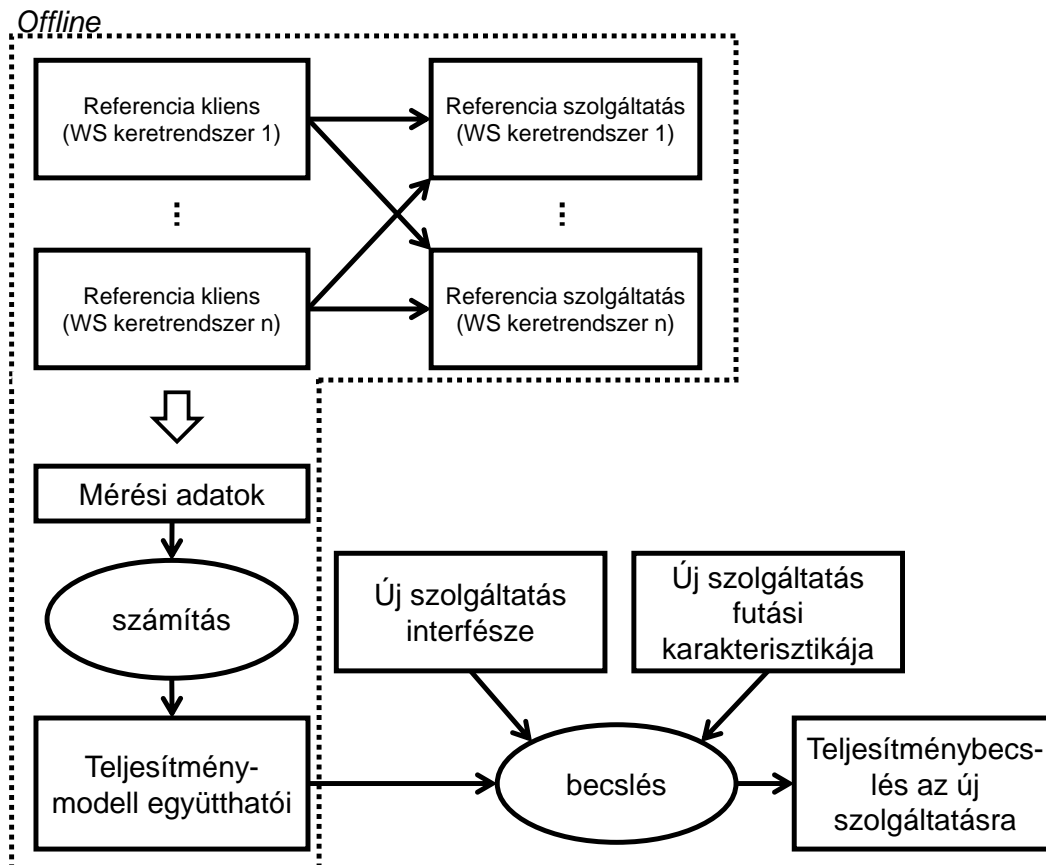 Offline
Referencia kliens
(WS keretrendszer 1)
Referencia szolgáltatás
(WS keretrendszer 1)
...
...
Referencia kliens
(WS keretrendszer n)
Referencia szolgáltatás
(WS keretrendszer n)
Mérési adatok
számítás
Új szolgáltatás
interfésze
Új szolgáltatás
futási
karakterisztikája
Teljesítmény-
modell együtthatói
becslés
Teljesítménybecs-
lés az új
szolgáltatásra